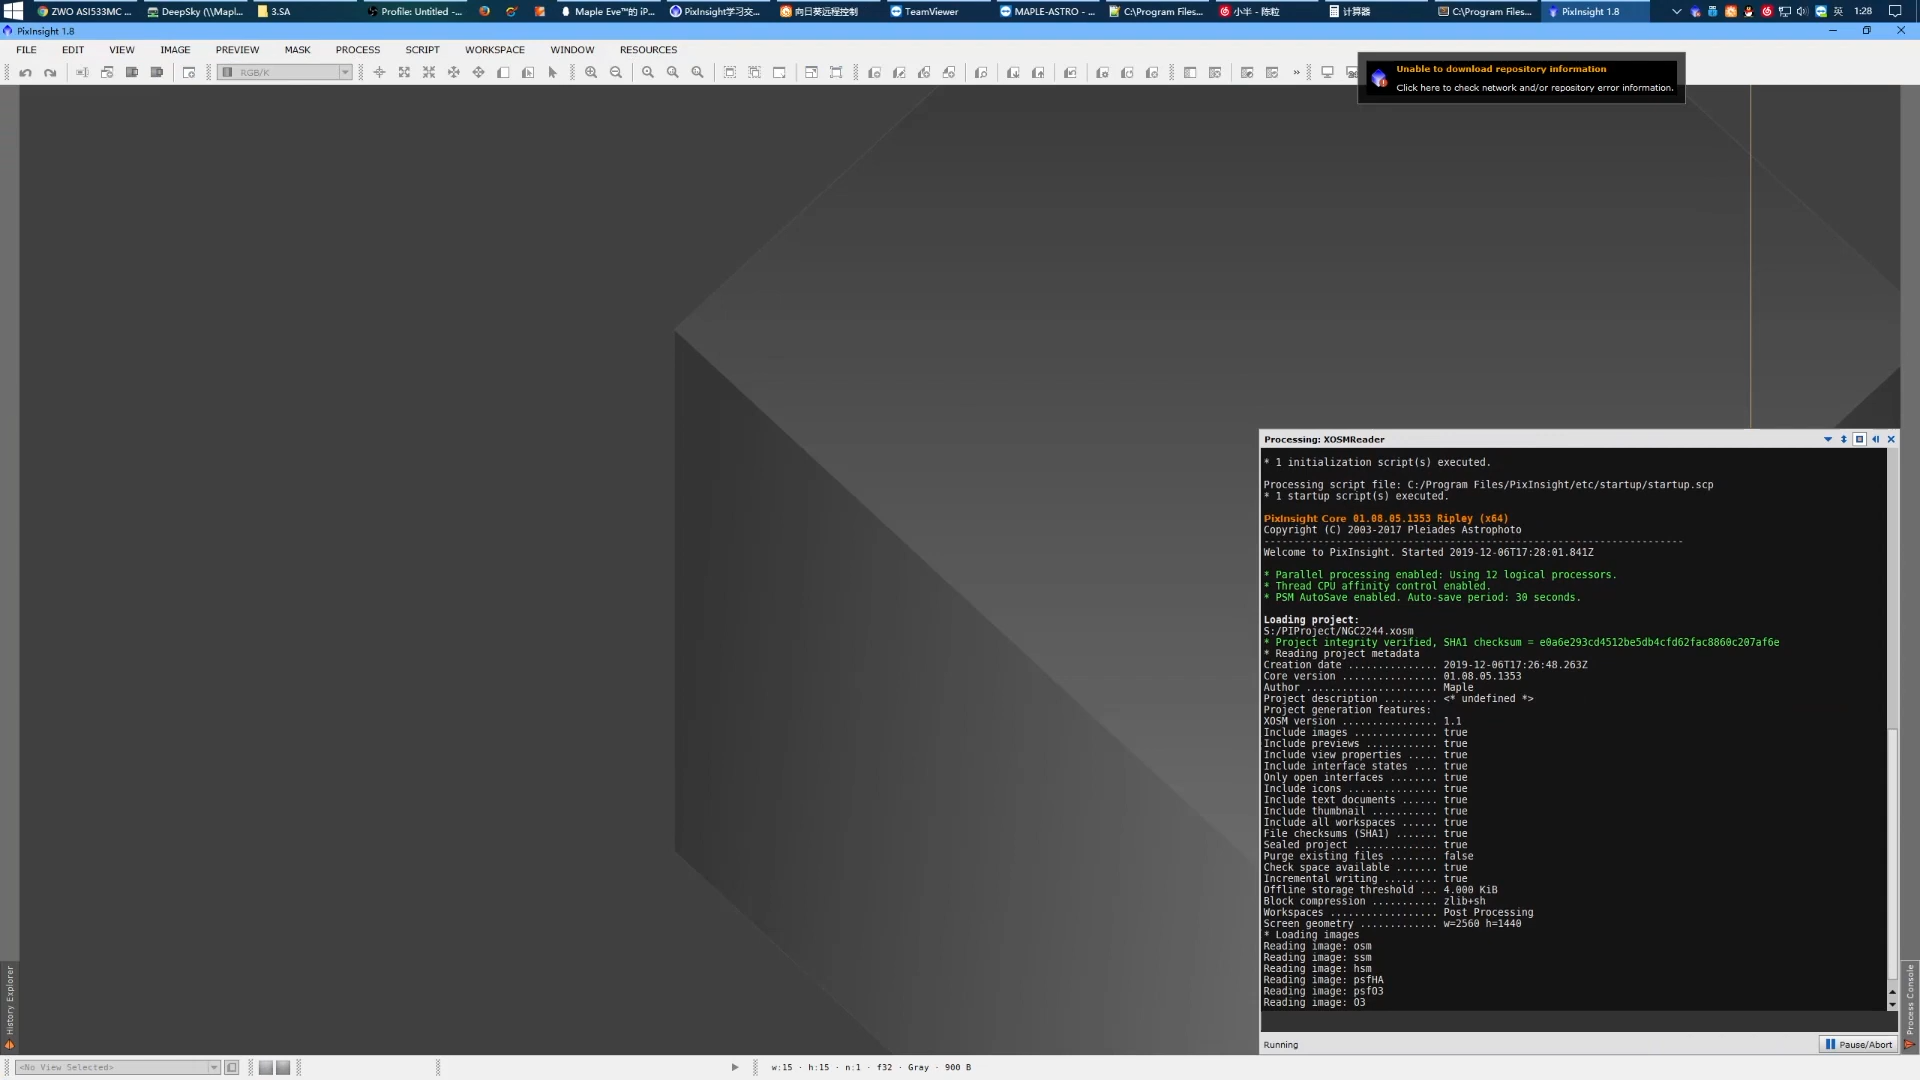 ZWO ASI533MC ...
DeepSky (\\Mapl...
3.SA
Profile: Untitled -...
Maple Eve™的 iP...
PixInsight学习交...
向日葵远程控制
TeamViewer
MAPLE-ASTRO - ...
C:\Program Files...
小半 - 陈粒
计算器
C:\Program Files...
PixInsight 1.8
英
1:28
PixInsight 1.8
FILE EDIT VIEW IMAGE PREVIEW MASK PROCESS SCRIPT WORKSPACE WINDOW RESOURCES
RGB/K
Unable to download repository information
Click here to check network and/or repository error information.
Processing: XOSMReader
* 1 initialization script(s) executed.
Processing script file: C:/Program Files/PixInsight/etc/startup/startup.scp
* 1 startup script(s) executed.
PixInsight Core 01.08.05.1353 Ripley (x64)
Copyright (C) 2003-2017 Pleiades Astrophoto
----------------------------------------------------------------------
Welcome to PixInsight. Started 2019-12-06T17:28:01.841Z
* Parallel processing enabled: Using 12 logical processors.
* Thread CPU affinity control enabled.
* PSM AutoSave enabled. Auto-save period: 30 seconds.
Loading project:
S:/PIProject/NGC2244.xosm
* Project integrity verified, SHA1 checksum = e0a6e293cd4512be5db4cfd62fac8860c207af6e
* Reading project metadata
Creation date ............... 2019-12-06T17:26:48.263Z
Core version ................ 01.08.05.1353
Author ...................... Maple
Project description ......... <* undefined *>
Project generation features:
XOSM version ................ 1.1
Include images .............. true
Include previews ............ true
Include view properties ..... true
Include interface states .... true
Only open interfaces ........ true
Include icons ............... true
Include text documents ...... true
Include thumbnail ........... true
Include all workspaces ...... true
File checksums (SHA1) ....... true
Sealed project .............. true
Purge existing files ........ false
Check space available ....... true
Incremental writing ......... true
Offline storage threshold ... 4.000 KiB
Block compression ........... zlib+sh
Workspaces .................. Post Processing
Screen geometry ............. w=2560 h=1440
* Loading images
Reading image: osm
Reading image: ssm
Reading image: hsm
Reading image: psfHA
Reading image: psfO3
Reading image: O3
Running
Pause/Abort
History Explorer
Process Console
<No View Selected>
w:15 · h:15 · n:1 · f32 · Gray · 900 B